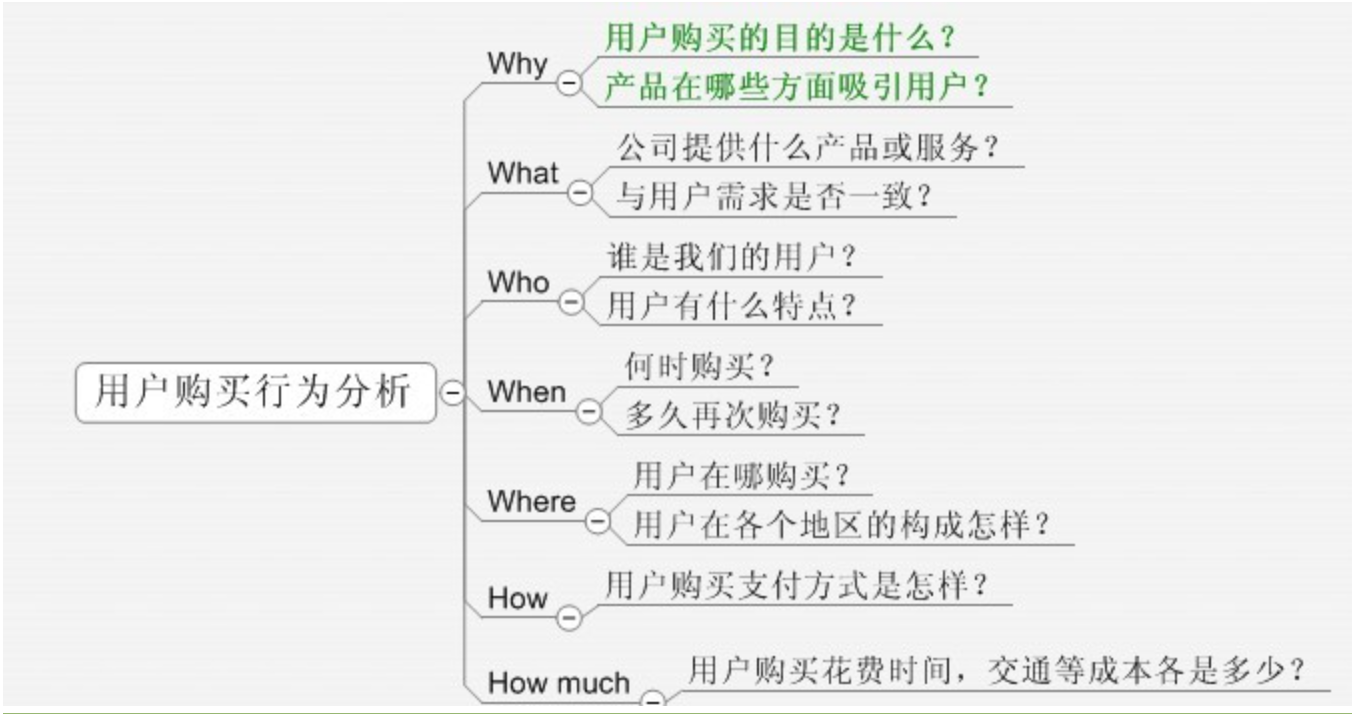 Why
用户购买的目的是什么？
产品在哪些方面吸引用户？
What
公司提供什么产品或服务？
与用户需求是否一致？
Who
谁是我们的用户？
用户有什么特点？
用户购买行为分析
When
何时购买？
多久再次购买？
Where
用户在哪购买？
用户在各个地区的构成怎样？
How
用户购买支付方式是怎样？
How much
用户购买花费时间，交通等成本各是多少？